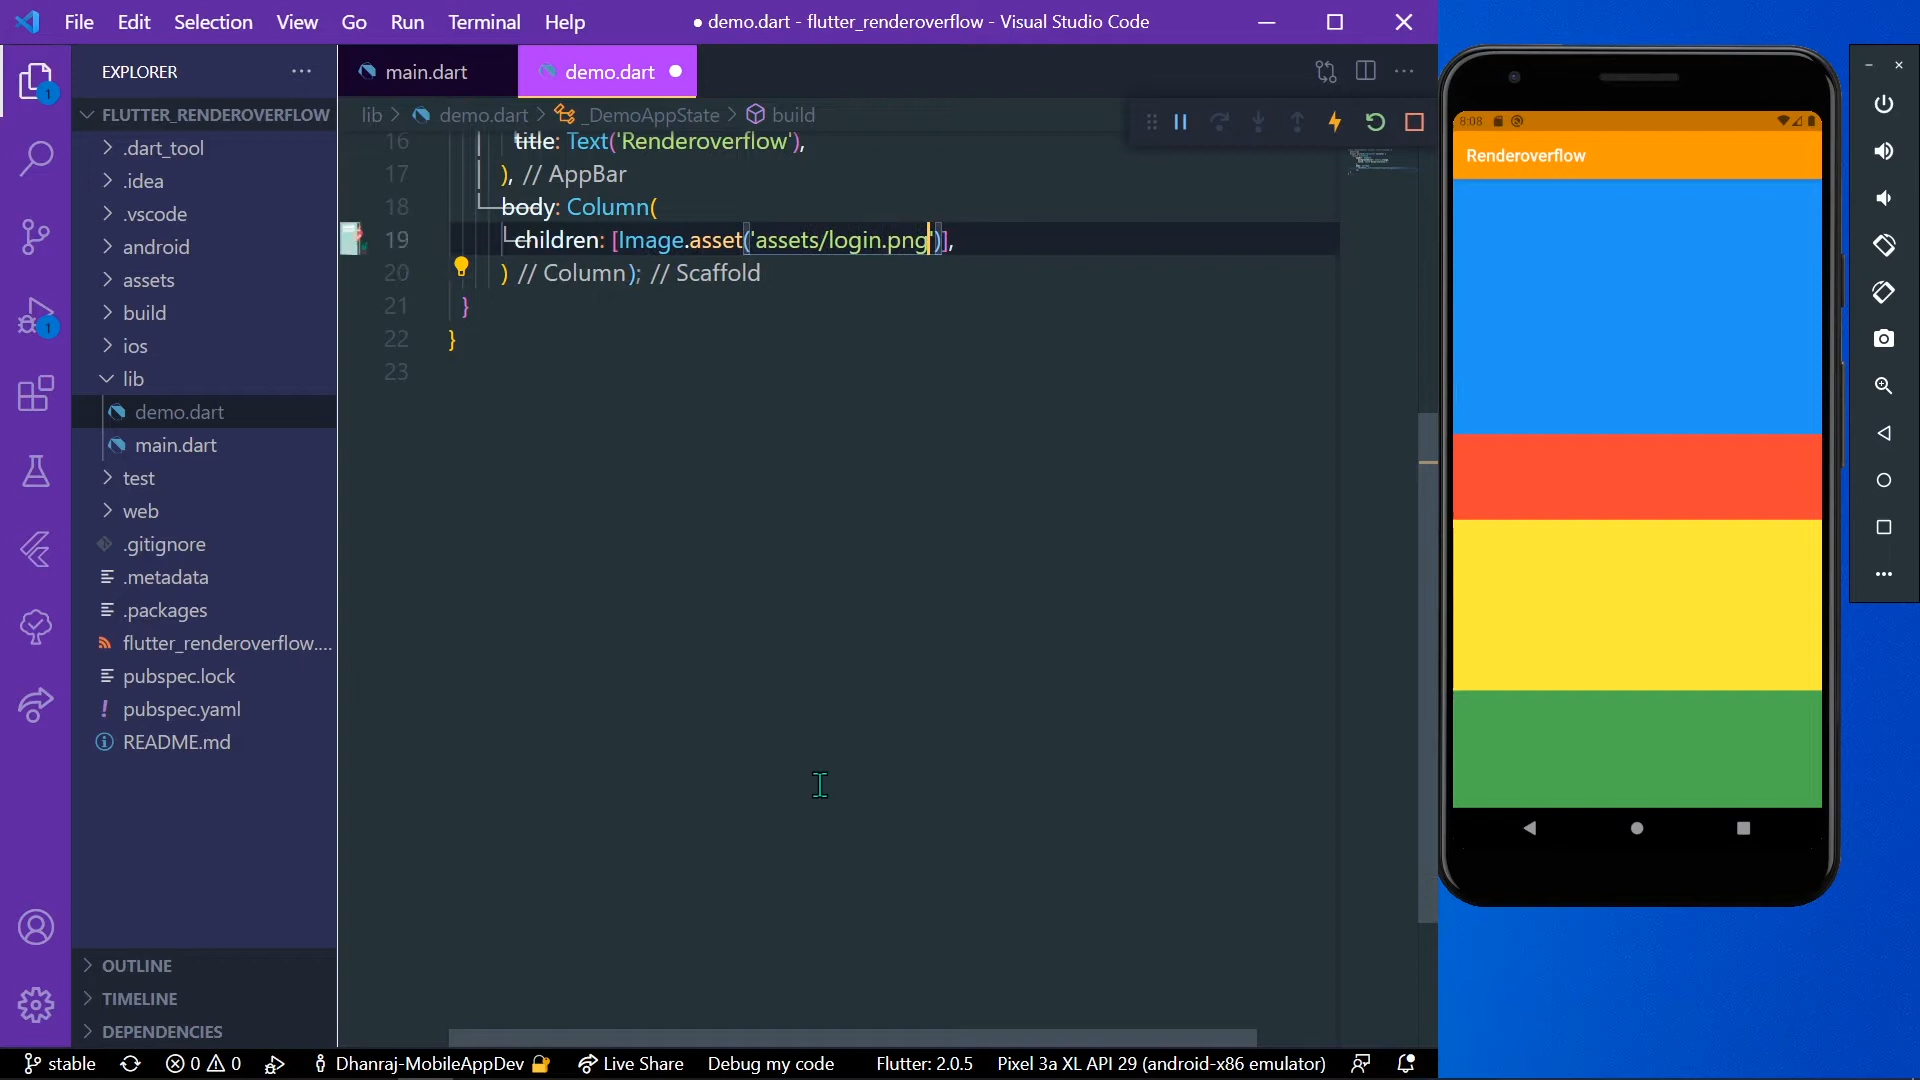 File Edit Selection View Go Run Terminal Help
● demo.dart - flutter_renderoverflow - Visual Studio Code
EXPLORER
main.dart
demo.dart
FLUTTER_RENDEROVERFLOW
.dart_tool
.idea
.vscode
android
assets
build
ios
lib
demo.dart
main.dart
test
web
.gitignore
.metadata
.packages
flutter_renderoverflow....
pubspec.lock
pubspec.yaml
README.md
OUTLINE
TIMELINE
DEPENDENCIES
1
1
lib > demo.dart > _DemoAppState > build
16 title: Text('Renderoverflow'),
17 ), // AppBar
18 body: Column(
19 children: [Image.asset('assets/login.png')],
20 ) // Column ); // Scaffold
21 }
22 }
23
8:08
Renderoverflow
stable
0 0
Dhanraj-MobileAppDev
Live Share
Debug my code
Flutter: 2.0.5
Pixel 3a XL API 29 (android-x86 emulator)